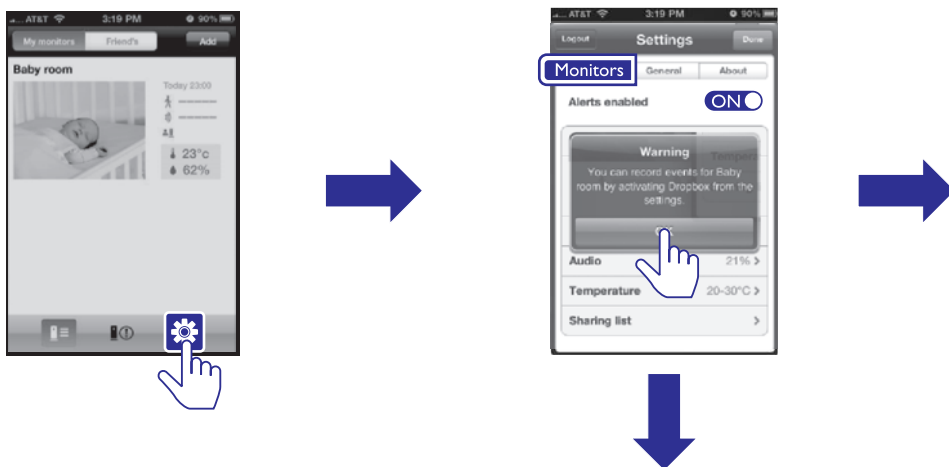 AT&T 3:19 PM 90%
My monitors Friend's Add
Baby room
Today 23:00
23°c
62%
AT&T 3:19 PM 90%
Logout Settings Done
Monitors General About
Alerts enabled ON
Warning
You can record events for Baby
room by activating Dropbox from the
settings.
Audio 21% >
Temperature 20-30°C >
Sharing list >